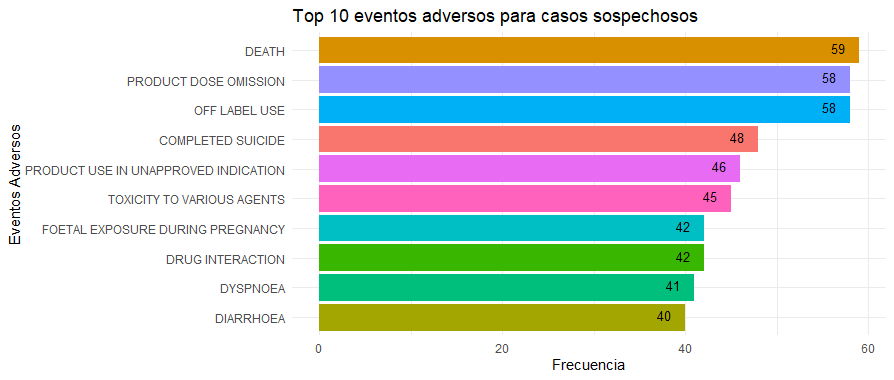 Top 10 eventos adversos para casos sospechosos
Eventos Adversos
DEATH 59
PRODUCT DOSE OMISSION 58
OFF LABEL USE 58
COMPLETED SUICIDE 48
PRODUCT USE IN UNAPPROVED INDICATION 46
TOXICITY TO VARIOUS AGENTS 45
FOETAL EXPOSURE DURING PREGNANCY 42
DRUG INTERACTION 42
DYSPNOEA 41
DIARRHOEA 40
0 20 40 60
Frecuencia